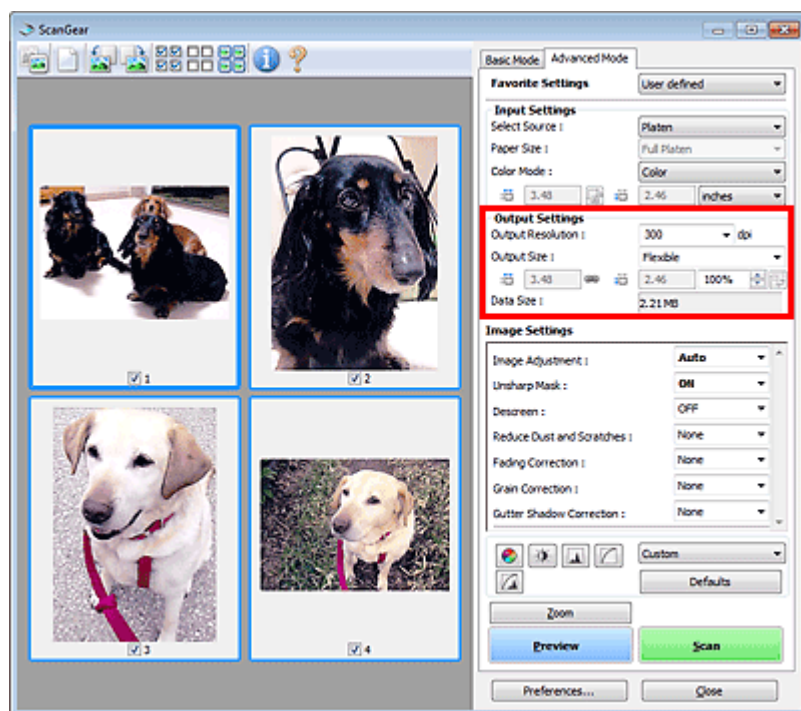 ScanGear
Basic Mode Advanced Mode
Favorite Settings User defined
Input Settings
Select Source : Platen
Paper Size : Full Platen
Color Mode : Color
3.48 2.46 inches
Output Settings
Output Resolution : 300 dpi
Output Size : Flexible
3.48 2.46 100%
Data Size : 2.21 MB
Image Settings
Image Adjustment : Auto
Unsharp Mask : ON
Descreen : OFF
Reduce Dust and Scratches : None
Fading Correction : None
Grain Correction : None
Gutter Shadow Correction : None
Custom
Defaults
Zoom
Preview Scan
Preferences... Close
1
2
3
4